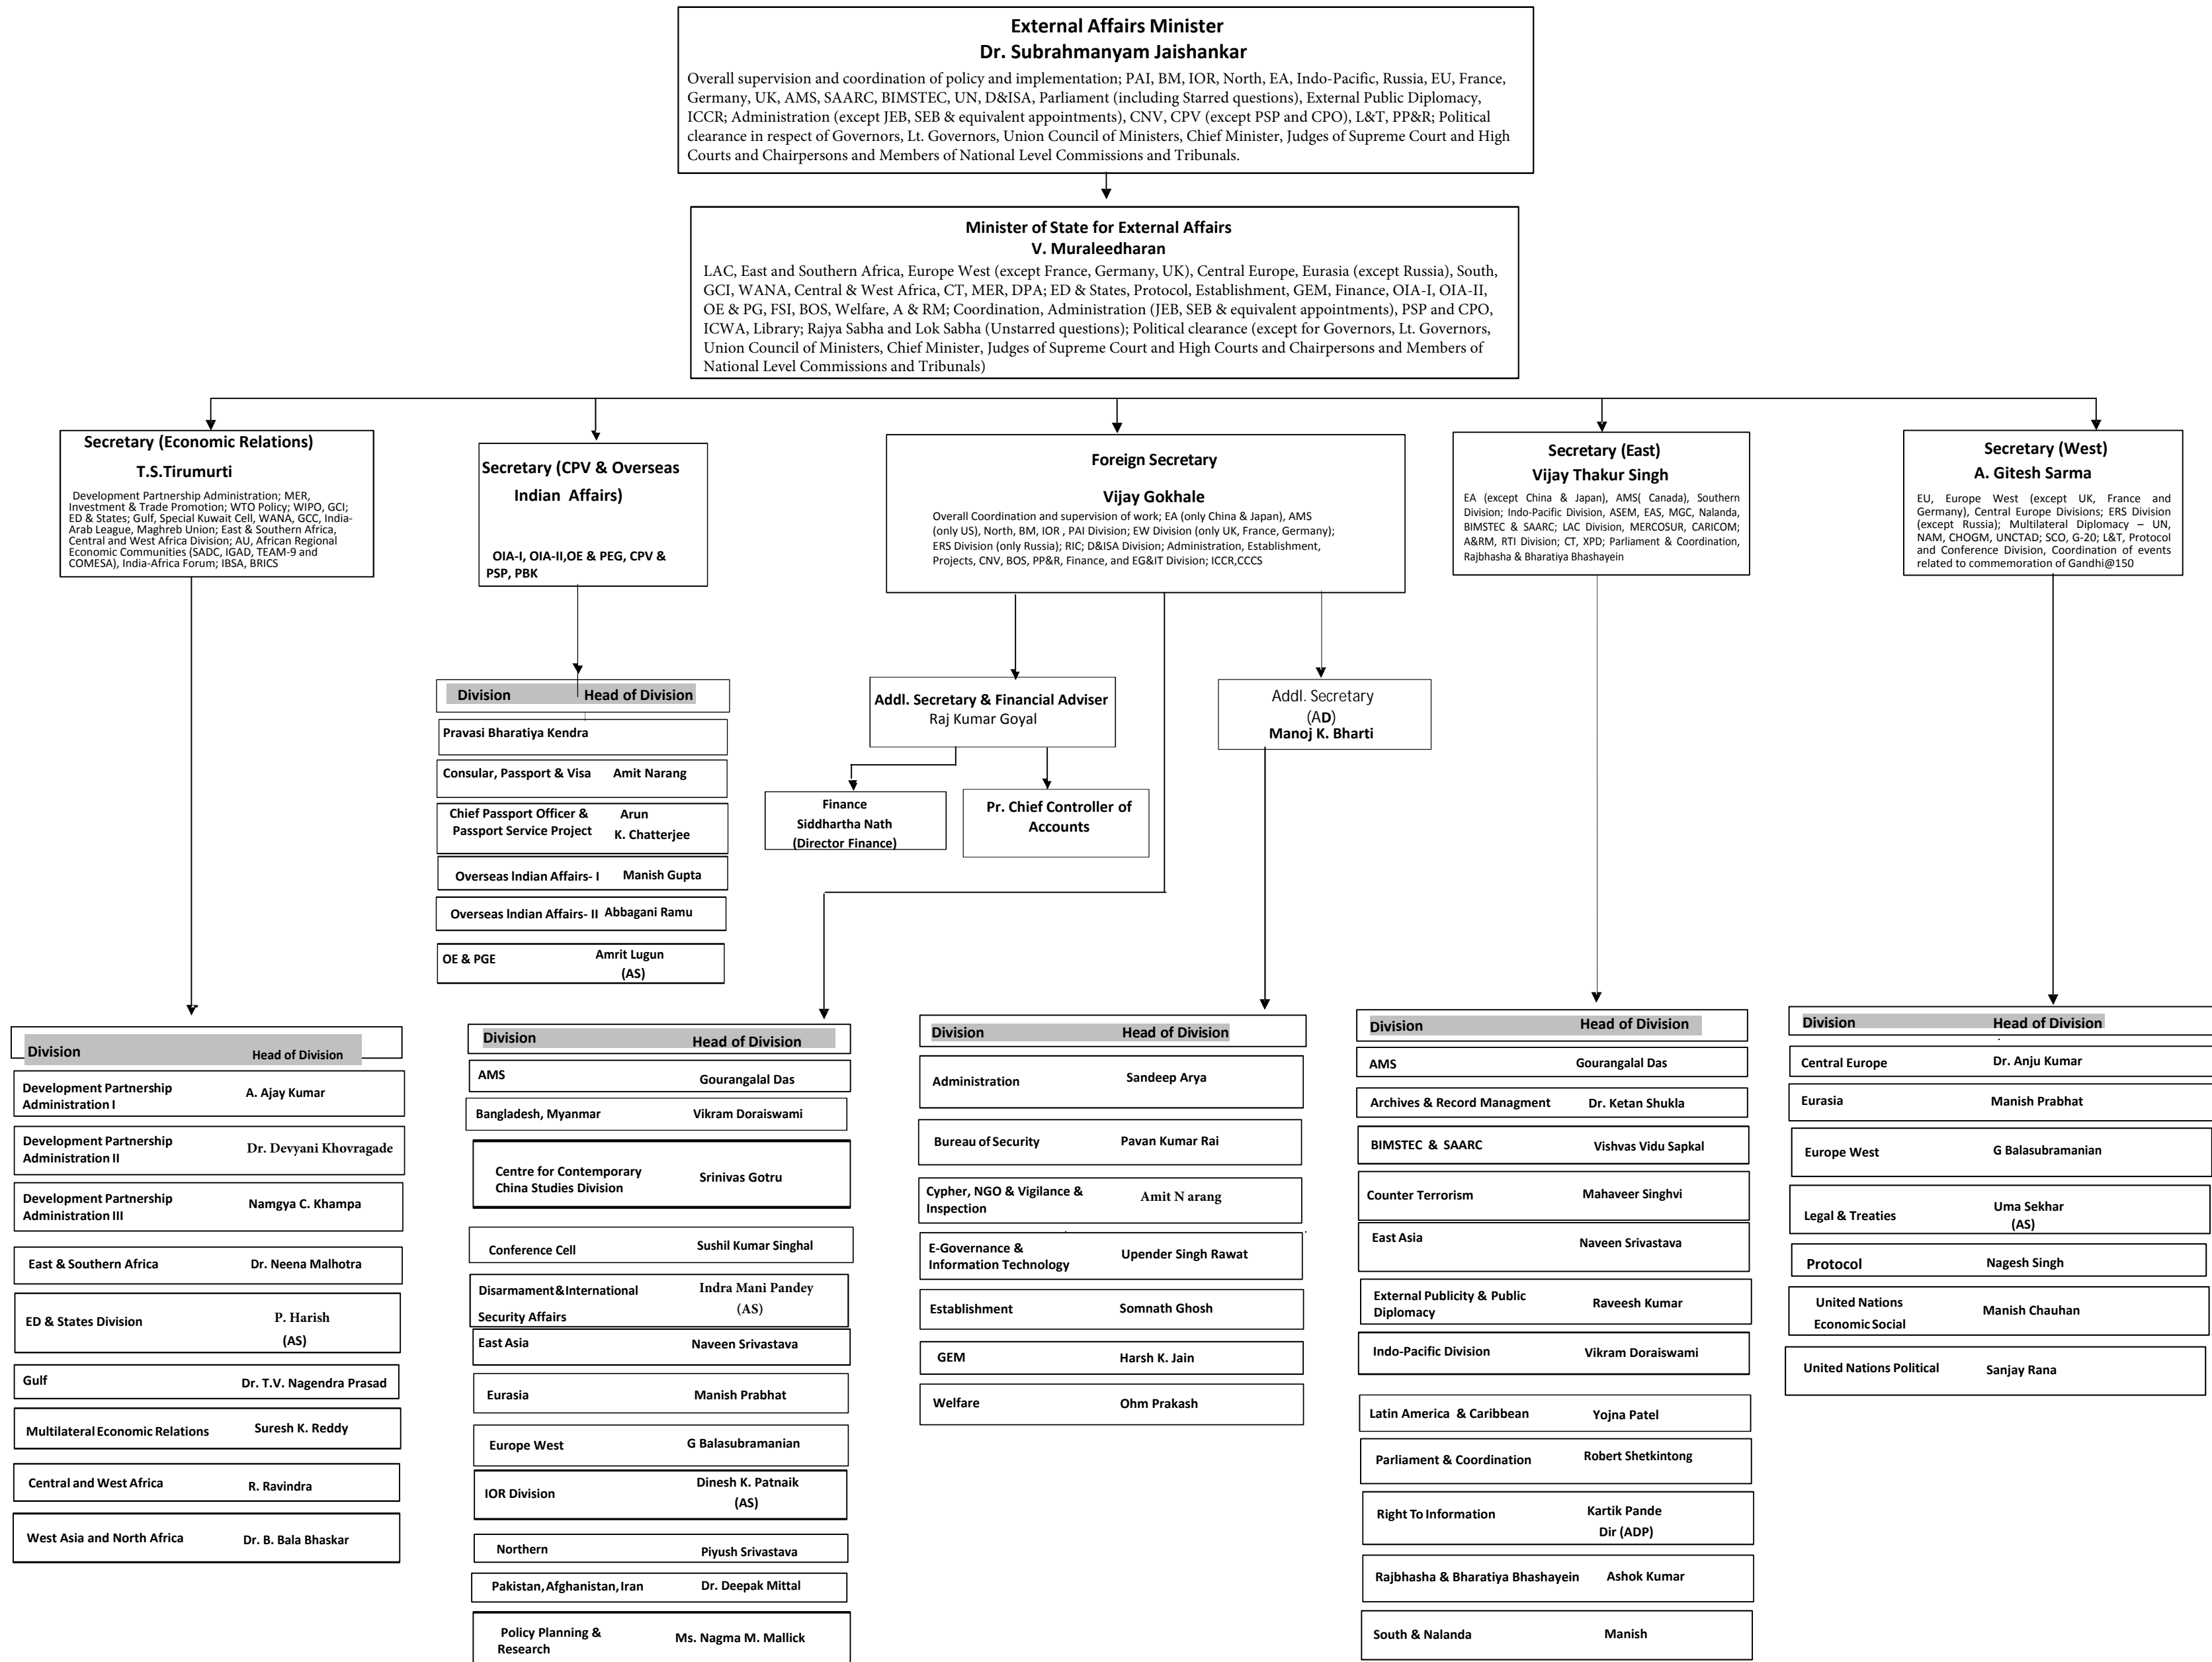 External Affairs Minister
Dr. Subrahmanyam Jaishankar
Overall supervision and coordination of policy and implementation; PAI, BM, IOR, North, EA, Indo-Pacific, Russia, EU, France,
Germany, UK, AMS, SAARC, BIMSTEC, UN, D&ISA, Parliament (including Starred questions), External Public Diplomacy,
ICCR; Administration (except JEB, SEB & equivalent appointments), CNV, CPV (except PSP and CPO), L&T, PP&R; Political
clearance in respect of Governors, Lt. Governors, Union Council of Ministers, Chief Minister, Judges of Supreme Court and High
Courts and Chairpersons and Members of National Level Commissions and Tribunals.
Minister of State for External Affairs
V. Muraleedharan
LAC, East and Southern Africa, Europe West (except France, Germany, UK), Central Europe, Eurasia (except Russia), South,
GCI, WANA, Central & West Africa, CT, MER, DPA; ED & States, Protocol, Establishment, GEM, Finance, OIA-I, OIA-II,
OE & PG, FSI, BOS, Welfare, A & RM; Coordination, Administration (JEB, SEB & equivalent appointments), PSP and CPO,
ICWA, Library; Rajya Sabha and Lok Sabha (Unstarred questions); Political clearance (except for Governors, Lt. Governors,
Union Council of Ministers, Chief Minister, Judges of Supreme Court and High Courts and Chairpersons and Members of
National Level Commissions and Tribunals)
Secretary (Economic Relations)
T.S.Tirumurti
Development Partnership Administration; MER,
Investment & Trade Promotion; WTO Policy; WIPO, GCI;
ED & States; Gulf, Special Kuwait Cell, WANA, GCC, India-
Arab League, Maghreb Union; East & Southern Africa,
Central and West Africa Division; AU, African Regional
Economic Communities (SADC, IGAD, TEAM-9 and
COMESA), India-Africa Forum; IBSA, BRICS
Secretary (CPV & Overseas
Indian Affairs)
OIA-I, OIA-II,OE & PEG, CPV &
PSP, PBK
Foreign Secretary
Vijay Gokhale
Overall Coordination and supervision of work; EA (only China & Japan), AMS
(only US), North, BM, IOR , PAI Division; EW Division (only UK, France, Germany);
ERS Division (only Russia); RIC; D&ISA Division; Administration, Establishment,
Projects, CNV, BOS, PP&R, Finance, and EG&IT Division; ICCR,CCCS
Secretary (East)
Vijay Thakur Singh
EA (except China & Japan), AMS( Canada), Southern
Division; Indo-Pacific Division, ASEM, EAS, MGC, Nalanda,
BIMSTEC & SAARC; LAC Division, MERCOSUR, CARICOM;
A&RM, RTI Division; CT, XPD; Parliament & Coordination,
Rajbhasha & Bharatiya Bhashayein
Secretary (West)
A. Gitesh Sarma
EU, Europe West (except UK, France and
Germany), Central Europe Divisions; ERS Division
(except Russia); Multilateral Diplomacy – UN,
NAM, CHOGM, UNCTAD; SCO, G-20; L&T, Protocol
and Conference Division, Coordination of events
related to commemoration of Gandhi@150
Division Head of Division
Pravasi Bharatiya Kendra
Consular, Passport & Visa Amit Narang
Chief Passport Officer & Arun
Passport Service Project K. Chatterjee
Overseas Indian Affairs- I Manish Gupta
Overseas Indian Affairs- II Abbagani Ramu
OE & PGE Amrit Lugun
(AS)
Addl. Secretary & Financial Adviser
Raj Kumar Goyal
Finance
Siddhartha Nath
(Director Finance)
Pr. Chief Controller of
Accounts
Addl. Secretary
(AD)
Manoj K. Bharti
Division Head of Division
Development Partnership
Administration I A. Ajay Kumar
Development Partnership
Administration II Dr. Devyani Khovragade
Development Partnership
Administration III Namgya C. Khampa
East & Southern Africa Dr. Neena Malhotra
ED & States Division P. Harish
(AS)
Gulf Dr. T.V. Nagendra Prasad
Multilateral Economic Relations Suresh K. Reddy
Central and West Africa R. Ravindra
West Asia and North Africa Dr. B. Bala Bhaskar
Division Head of Division
AMS Gourangalal Das
Bangladesh, Myanmar Vikram Doraiswami
Centre for Contemporary
China Studies Division Srinivas Gotru
Conference Cell Sushil Kumar Singhal
Disarmament&International Indra Mani Pandey
Security Affairs (AS)
East Asia Naveen Srivastava
Eurasia Manish Prabhat
Europe West G Balasubramanian
IOR Division Dinesh K. Patnaik
(AS)
Northern Piyush Srivastava
Pakistan,Afghanistan,Iran Dr. Deepak Mittal
Policy Planning &
Research Ms. Nagma M. Mallick
Division Head of Division
Administration Sandeep Arya
Bureau of Security Pavan Kumar Rai
Cypher, NGO & Vigilance &
Inspection Amit N arang
E-Governance &
Information Technology Upender Singh Rawat
Establishment Somnath Ghosh
GEM Harsh K. Jain
Welfare Ohm Prakash
Division Head of Division
AMS Gourangalal Das
Archives & Record Managment Dr. Ketan Shukla
BIMSTEC & SAARC Vishvas Vidu Sapkal
Counter Terrorism Mahaveer Singhvi
East Asia Naveen Srivastava
External Publicity & Public
Diplomacy Raveesh Kumar
Indo-Pacific Division Vikram Doraiswami
Latin America & Caribbean Yojna Patel
Parliament & Coordination Robert Shetkintong
Right To Information Kartik Pande
Dir (ADP)
Rajbhasha & Bharatiya Bhashayein Ashok Kumar
South & Nalanda Manish
Division Head of Division
Central Europe Dr. Anju Kumar
Eurasia Manish Prabhat
Europe West G Balasubramanian
Legal & Treaties Uma Sekhar
(AS)
Protocol Nagesh Singh
United Nations
Economic Social Manish Chauhan
United Nations Political Sanjay Rana